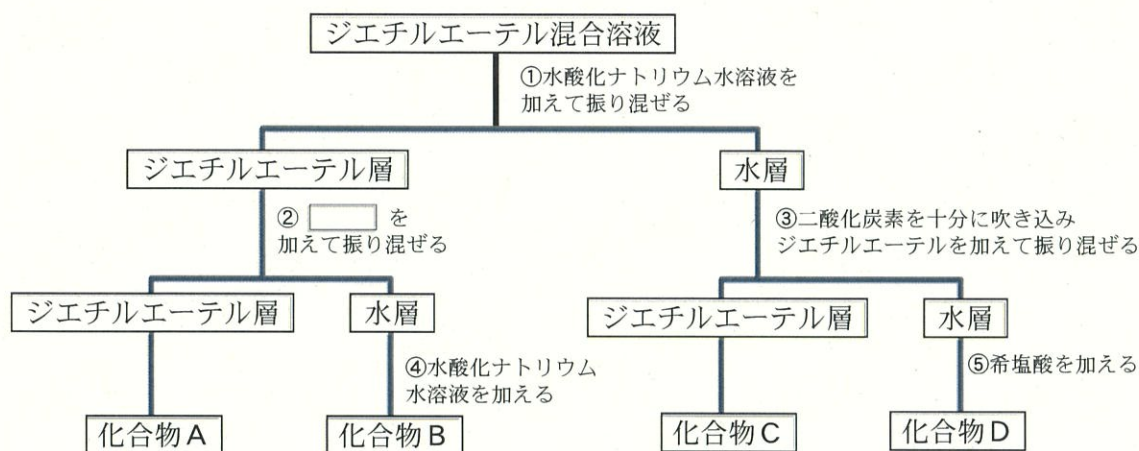 ジエチルエーテル混合溶液
①水酸化ナトリウム水溶液を
加えて振り混ぜる
ジエチルエーテル層
水層
② を
加えて振り混ぜる
③二酸化炭素を十分に吹き込み
ジエチルエーテルを加えて振り混ぜる
ジエチルエーテル層
水層
ジエチルエーテル層
水層
④水酸化ナトリウム
水溶液を加える
⑤希塩酸を加える
化合物A
化合物B
化合物C
化合物D